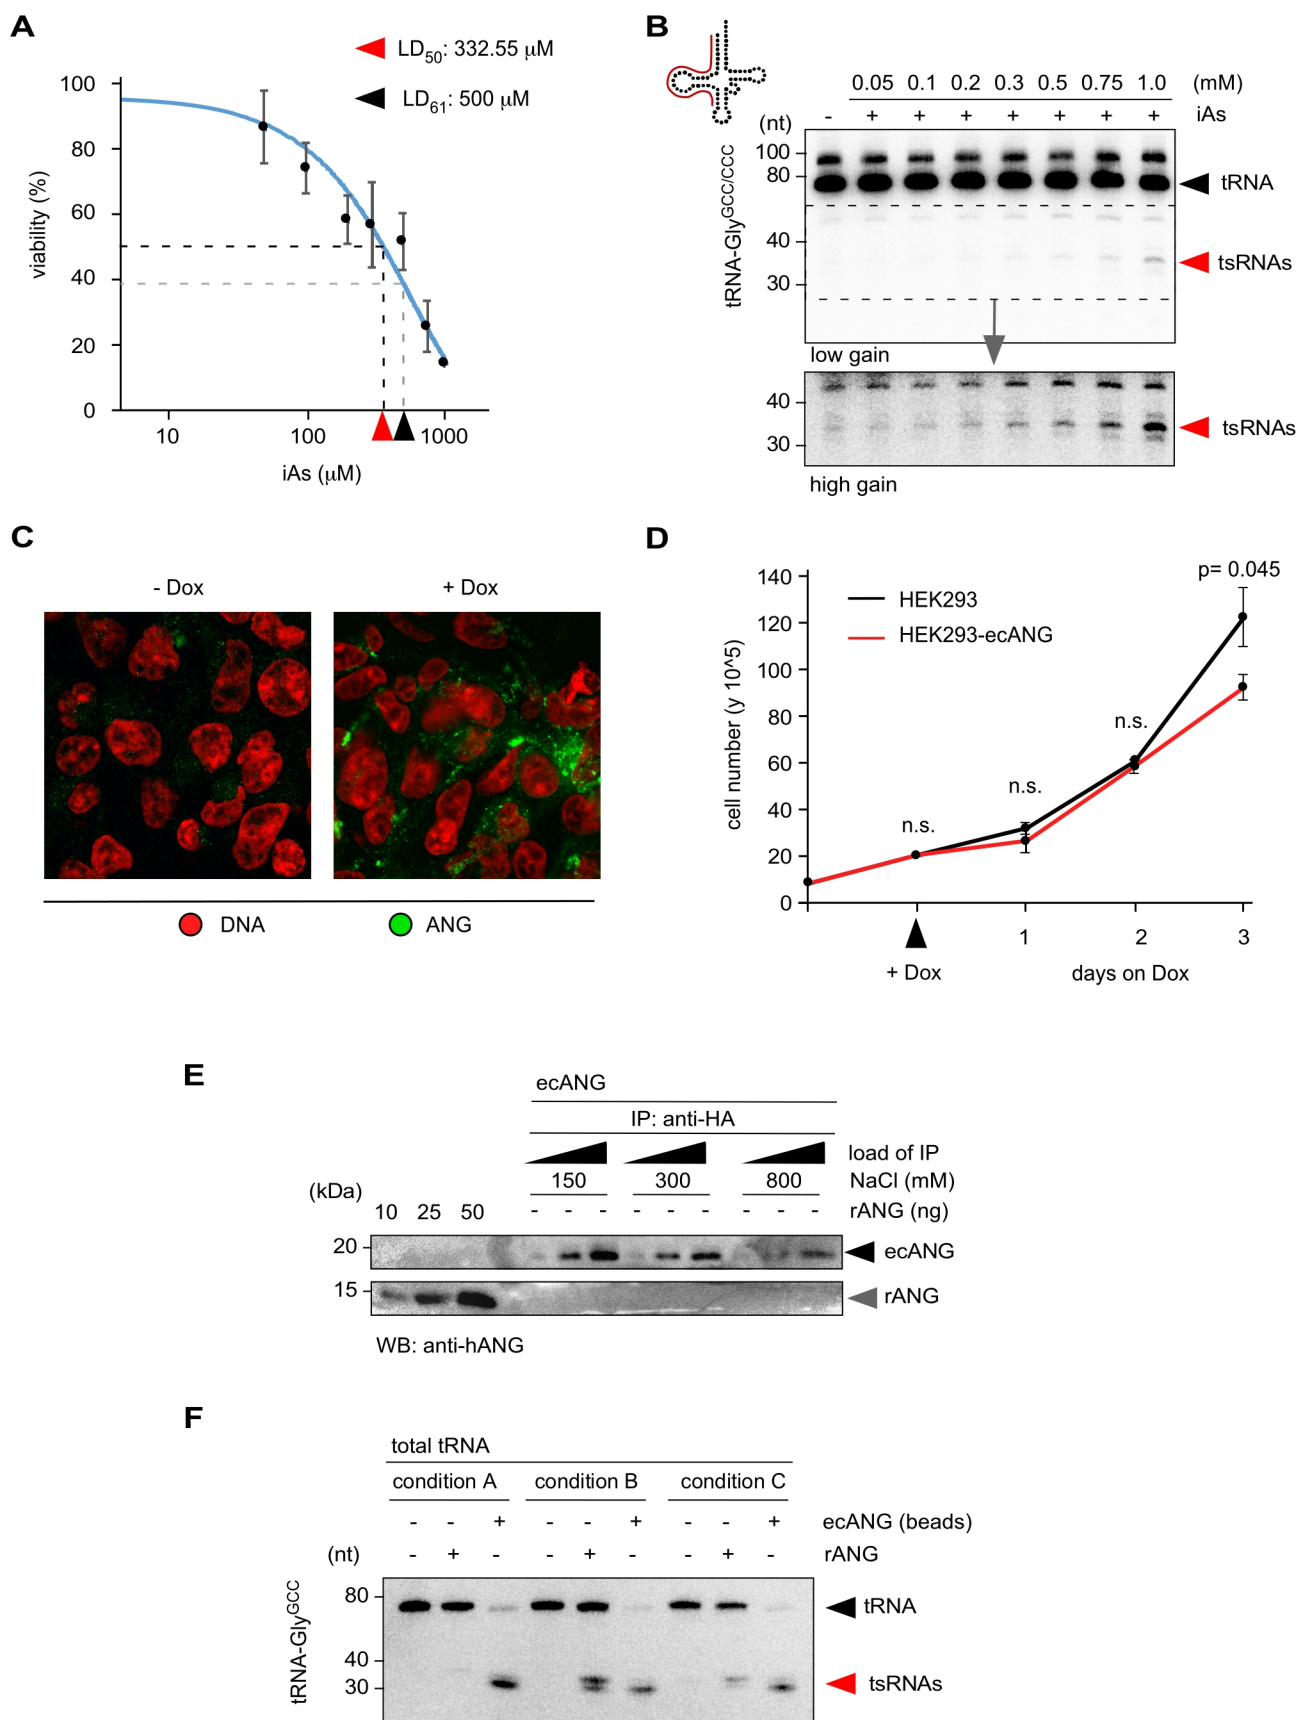 A
LD50: 332.55 µM
LD61: 500 µM
100
80
60
40
20
0
viability (%)
10 100 1000
iAs (µM)
B
0.05 0.1 0.2 0.3 0.5 0.75 1.0 (mM)
- + + + + + + + iAs
(nt)
100
80
40
30
tRNA-GlyGCC/CCC
tRNA
tsRNAs
low gain
40
30
tsRNAs
high gain
C
- Dox + Dox
DNA ANG
D
p= 0.045
140
120
100
80
60
40
20
0
cell number (y 10^5)
HEK293
HEK293-ecANG
n.s.
n.s.
n.s.
1 2 3
+ Dox days on Dox
E
ecANG
IP: anti-HA
load of IP
150 300 800 NaCl (mM)
(kDa)
10 25 50 - - - - - - - - - rANG (ng)
20
ecANG
15
rANG
WB: anti-hANG
F
total tRNA
condition A condition B condition C
- - + - - + - - + ecANG (beads)
(nt) - + - - + - - + - rANG
80
40
30
tRNA-GlyGCC
tRNA
tsRNAs